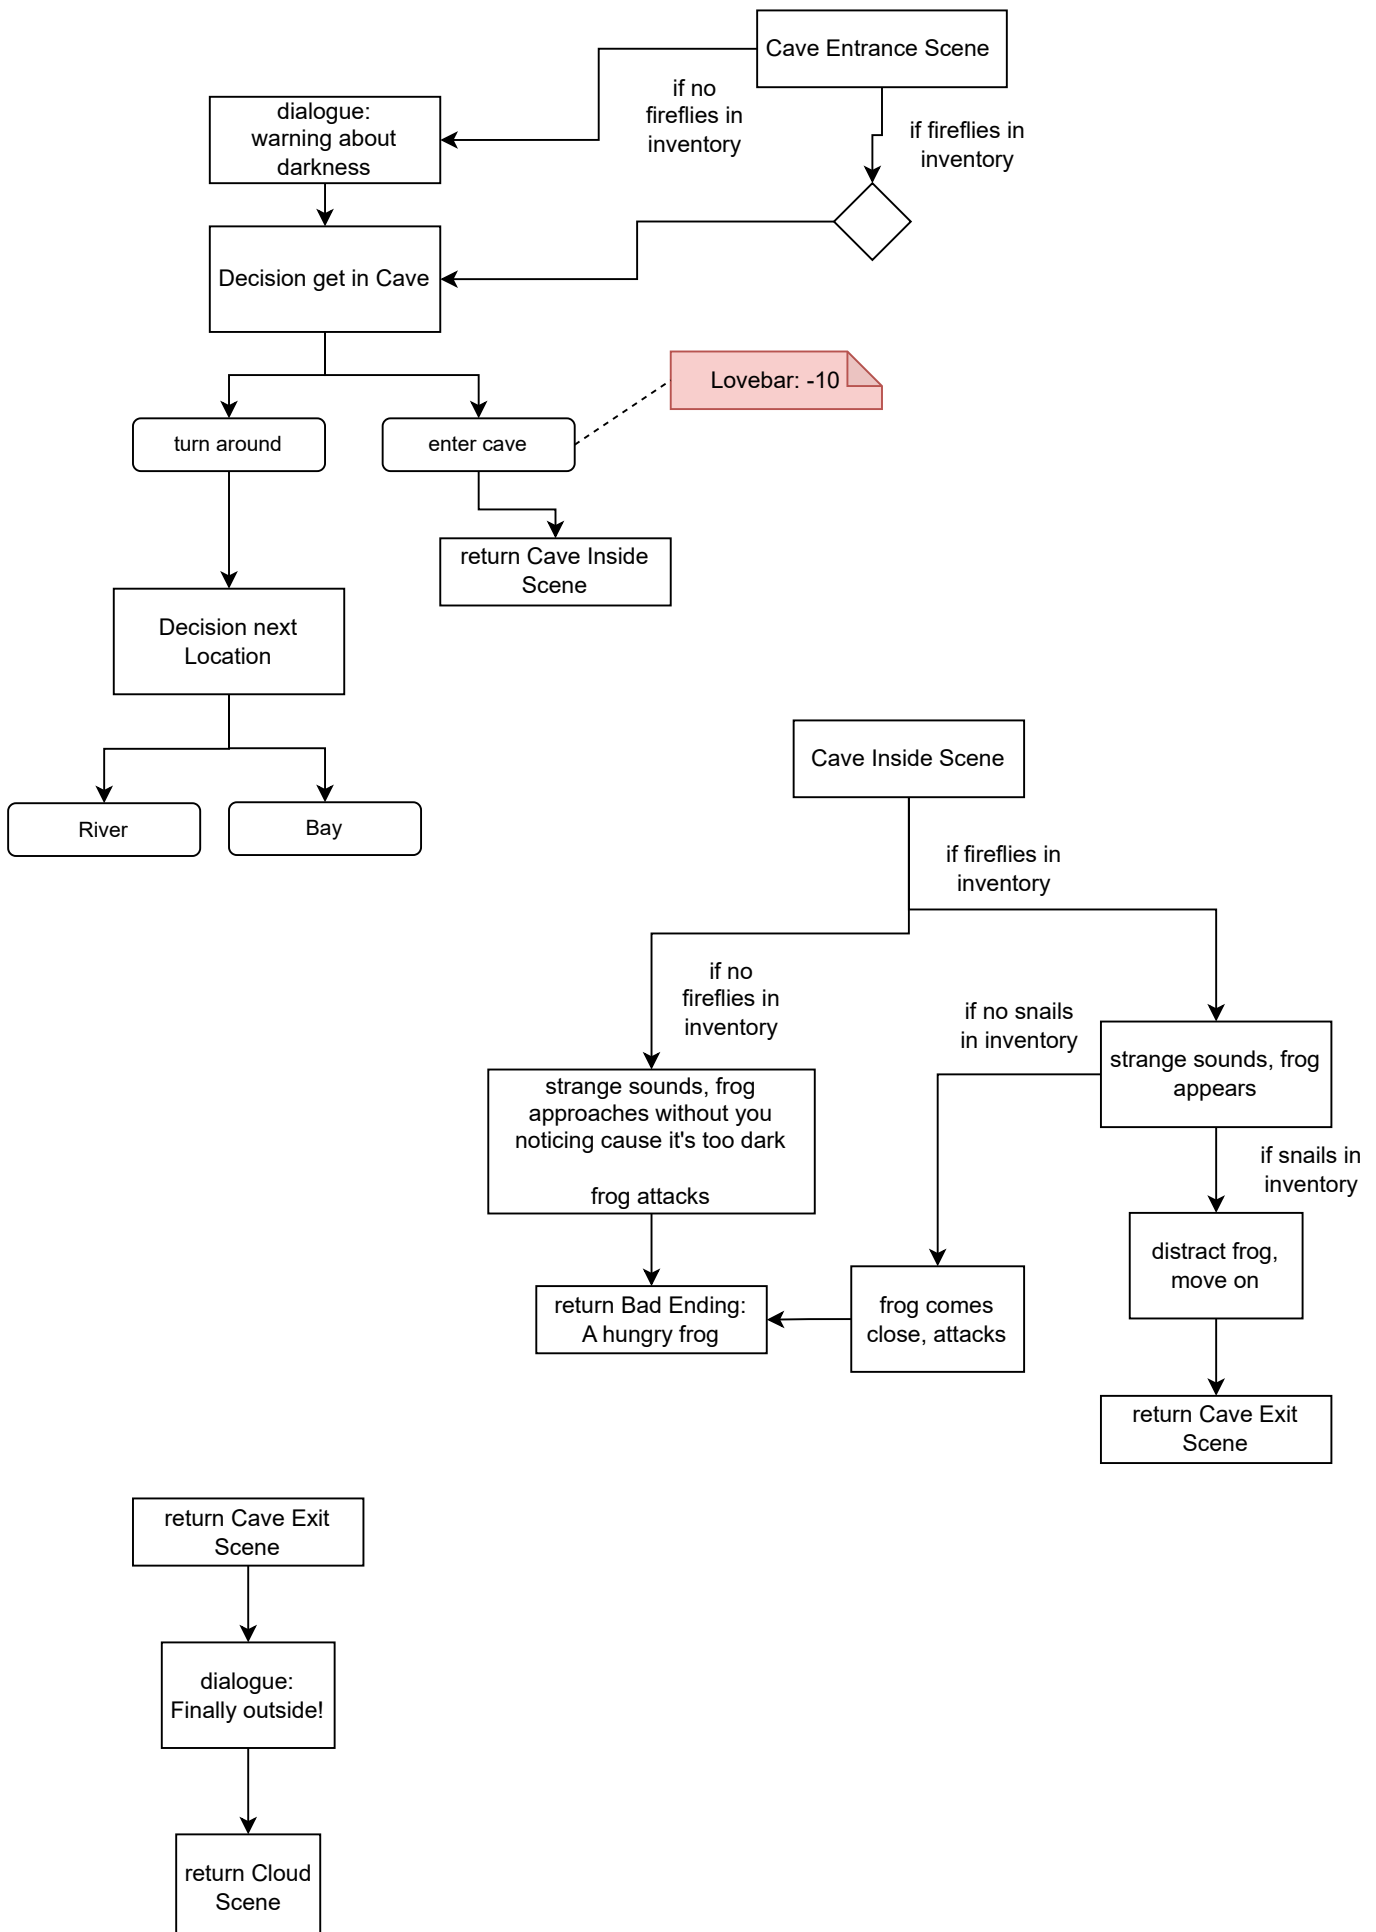 Cave Entrance Scene
if no
fireflies in
inventory
if fireflies in
inventory
dialogue:
warning about
darkness
Decision get in Cave
Lovebar: -10
turn around
enter cave
return Cave Inside
Scene
Decision next
Location
River
Bay
Cave Inside Scene
if fireflies in
inventory
if no
fireflies in
inventory
if no snails
in inventory
strange sounds, frog
appears
strange sounds, frog
approaches without you
noticing cause it's too dark
frog attacks
if snails in
inventory
distract frog,
move on
return Bad Ending:
A hungry frog
frog comes
close, attacks
return Cave Exit
Scene
return Cave Exit
Scene
dialogue:
Finally outside!
return Cloud
Scene